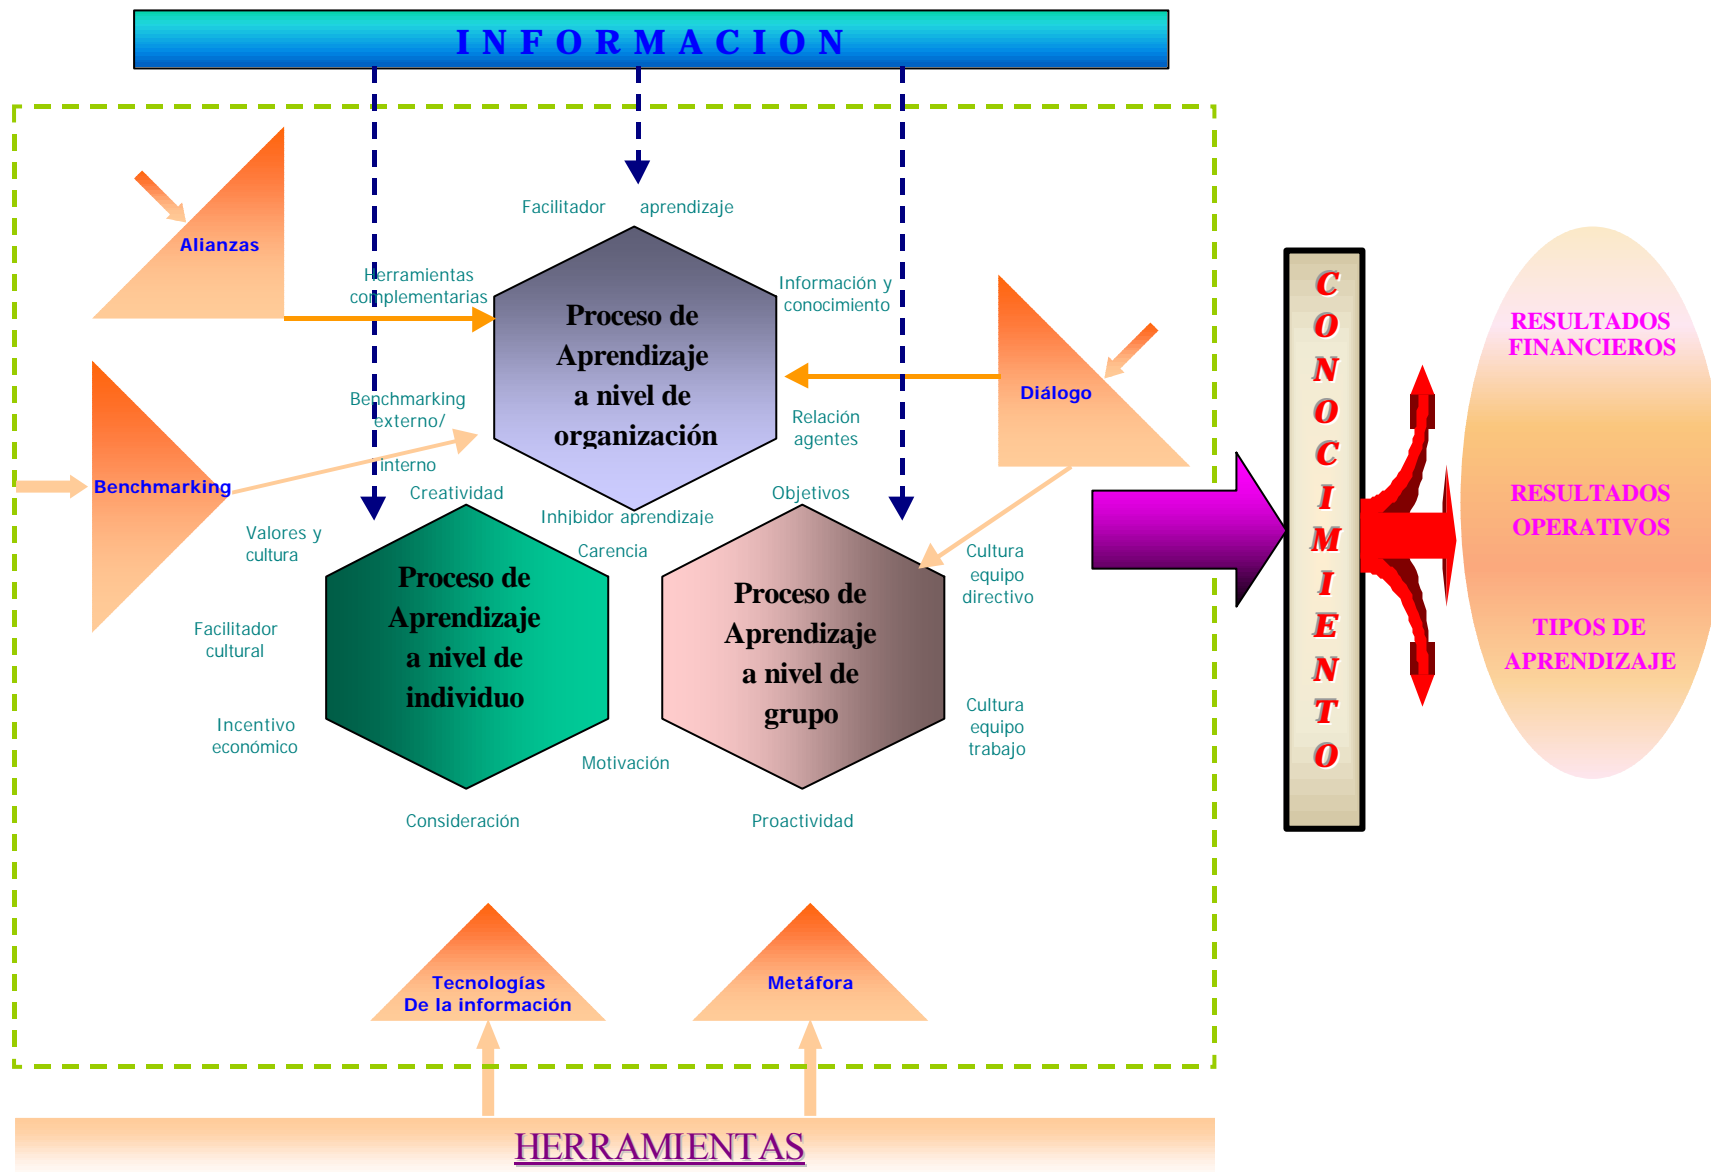 INFORMACION
Facilitador aprendizaje
Alianzas
Herramientas
complementarias
Información y
conocimiento
Proceso de
Aprendizaje
a nivel de
organización
Diálogo
Benchmarking
externo/
interno
Relación
agentes
Benchmarking
Creatividad
Inhibidor aprendizaje
Objetivos
Valores y
cultura
Carencia
Cultura
equipo
directivo
Proceso de
Aprendizaje
a nivel de
individuo
Proceso de
Aprendizaje
a nivel de
grupo
Facilitador
cultural
Incentivo
económico
Motivación
Cultura
equipo
trabajo
Consideración
Proactividad
Tecnologías
De la información
Metáfora
HERRAMIENTAS
CONOCIMIENTO
RESULTADOS
FINANCIEROS
RESULTADOS
OPERATIVOS
TIPOS DE
APRENDIZAJE